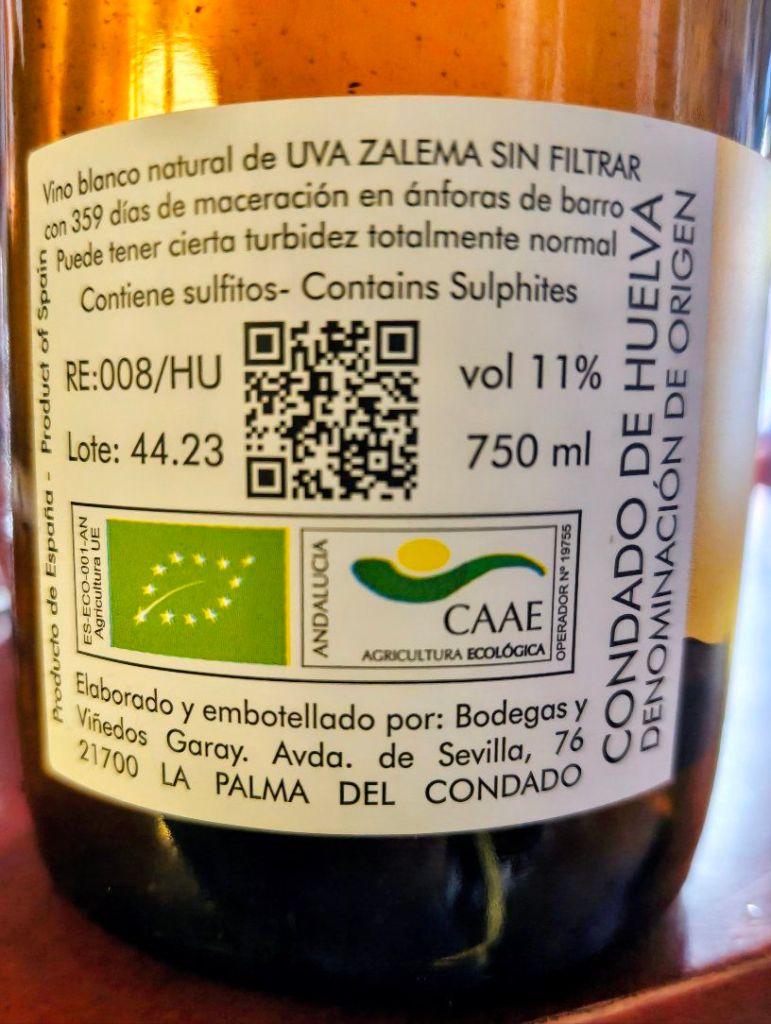 Vino blanco natural de UVA ZALEMA SIN FILTRAR
con 359 días de maceración en ánforas de barro
Puede tener cierta turbidez totalmente normal
Contiene sulfitos- Contains Sulphites
RE:008/HU
vol 11%
Lote: 44.23
750 ml
ES-ECO-001-AN
Agricultura UE
ANDALUCIA
CAAE
AGRICULTURA ECOLÓGICA
OPERADOR Nº 19755
Elaborado y embotellado por: Bodegas y
Viñedos Garay. Avda. de Sevilla, 76
21700 LA PALMA DEL CONDADO
Producto de España - Product of Spain
CONDADO DE HUELVA
DENOMINACIÓN DE ORIGEN